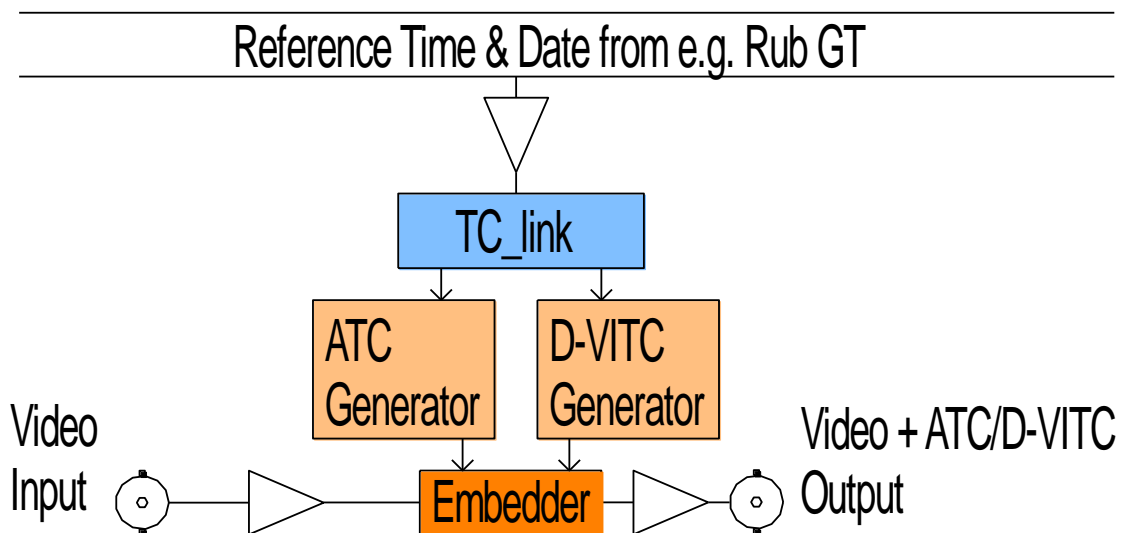 Reference Time & Date from e.g. Rub GT
TC_link
ATC
Generator
D-VITC
Generator
Video
Input
Embedder
Video + ATC/D-VITC
Output